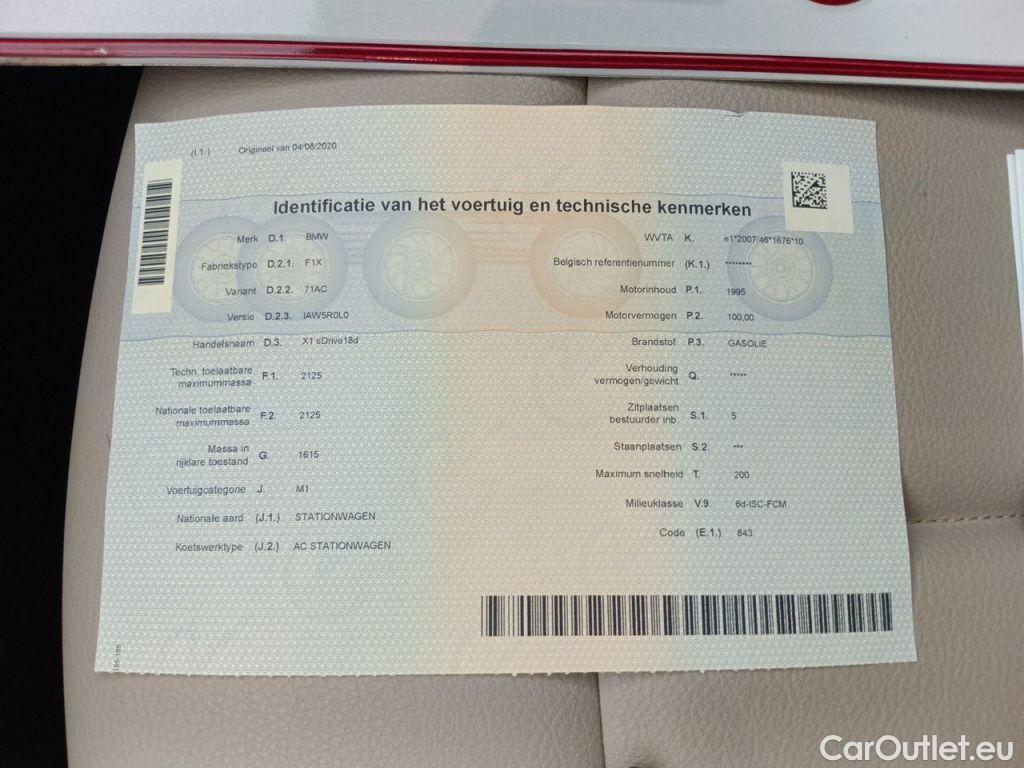 (I.1.) Origineel van 04/08/2020
Identificatie van het voertuig en technische kenmerken
Merk D.1. BMW
Fabriekstype D.2.1. F1X
Variant D.2.2. 71AC
Versie D.2.3. IAW5R0L0
Handelsnaam D.3. X1 sDrive18d
Techn. toelaatbare
maximummassa F.1. 2125
Nationale toelaatbare
maximummassa F.2. 2125
Massa in
rijklare toestand G. 1615
Voertuigcategorie J. M1
Nationale aard (J.1.) STATIONWAGEN
Koetswerktype (J.2.) AC STATIONWAGEN
WVTA K. e1*2007/46*1676*10
Belgisch referentienummer (K.1.) ********
Motorinhoud P.1. 1995
Motorvermogen P.2. 100,00
Brandstof P.3. GASOLIE
Verhouding
vermogen/gewicht Q. *****
Zitplaatsen
bestuurder inb. S.1. 5
Staanplaatsen S.2. ***
Maximum snelheid T. 200
Milieuklasse V.9. 6d-ISC-FCM
Code (E.1.) 843
CarOutlet.eu